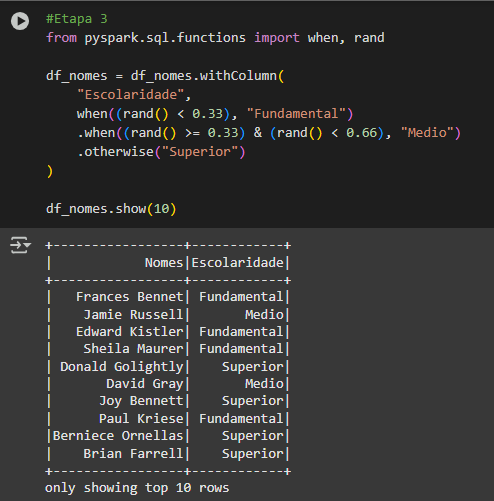 #Etapa 3
from pyspark.sql.functions import when, rand

df_nomes = df_nomes.withColumn(
    "Escolaridade",
    when((rand() < 0.33), "Fundamental")
    .when((rand() >= 0.33) & (rand() < 0.66), "Medio")
    .otherwise("Superior")
)

df_nomes.show(10)

+-----------------+------------+
|            Nomes|Escolaridade|
+-----------------+------------+
|   Frances Bennet| Fundamental|
|    Jamie Russell|       Medio|
|   Edward Kistler| Fundamental|
|    Sheila Maurer| Fundamental|
| Donald Golightly|    Superior|
|       David Gray|       Medio|
|      Joy Bennett|    Superior|
|      Paul Kriese| Fundamental|
|Berniece Ornellas|    Superior|
|    Brian Farrell|    Superior|
+-----------------+------------+
only showing top 10 rows